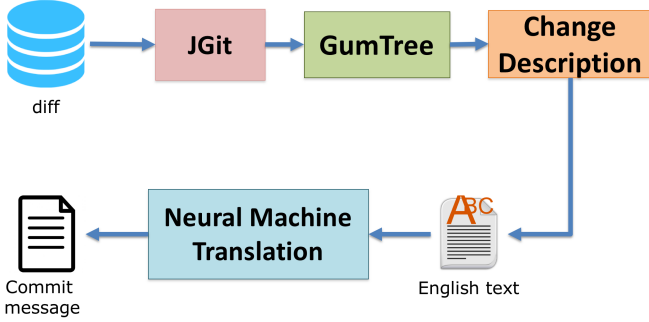 JGit
GumTree
Change
Description
diff
Neural Machine
Translation
ABC
Commit
message
English text